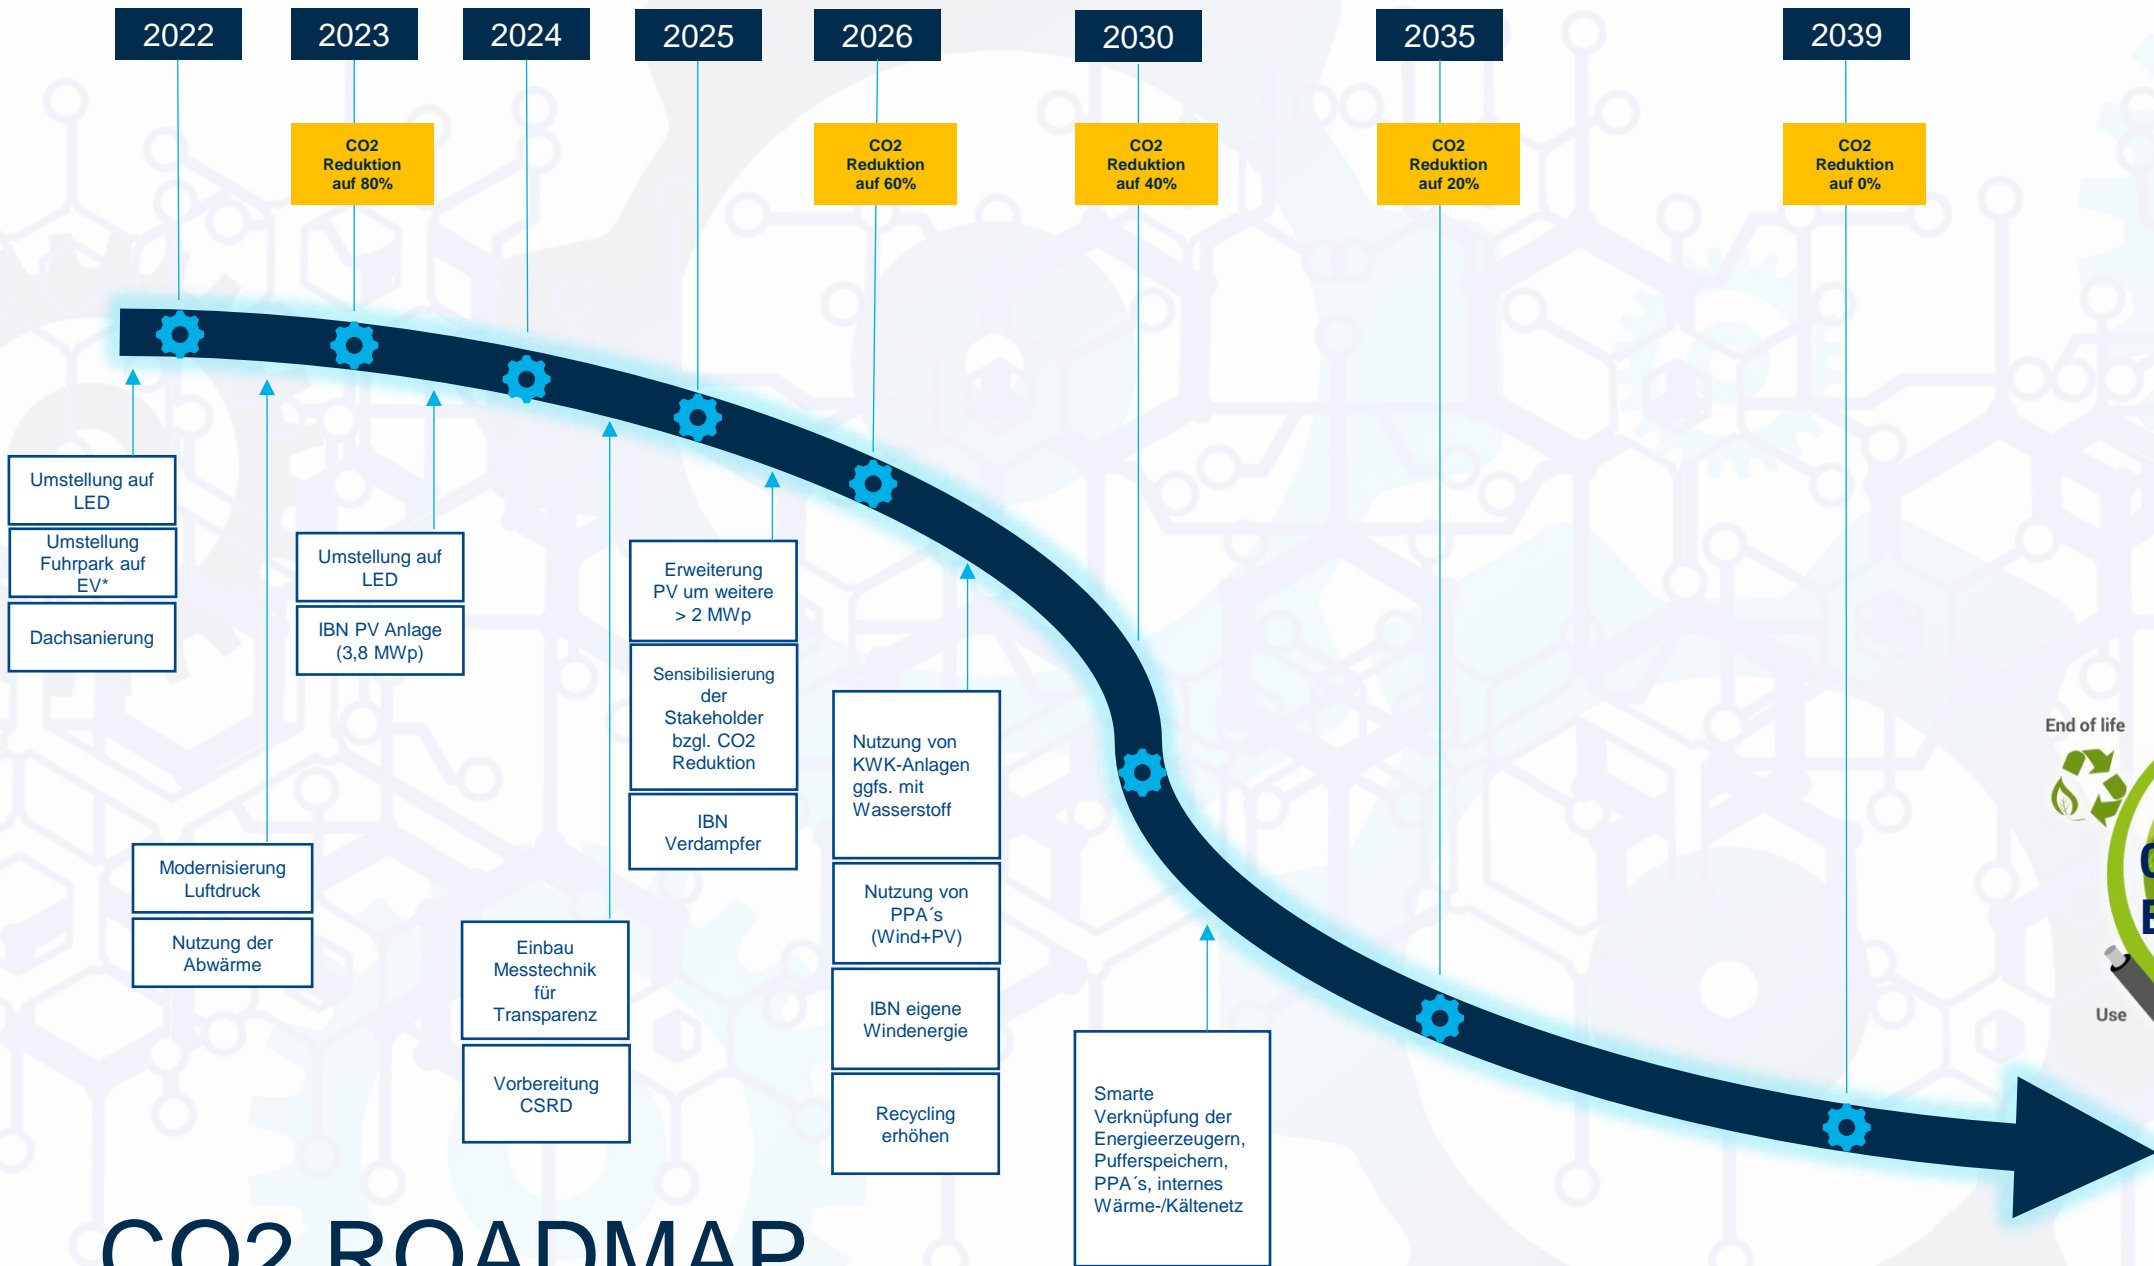 2022
2023
2024
2025
2026
2030
2035
2039
CO2
Reduktion
auf 80%
CO2
Reduktion
auf 60%
CO2
Reduktion
auf 40%
CO2
Reduktion
auf 20%
CO2
Reduktion
auf 0%
Umstellung auf
LED
Umstellung
Fuhrpark auf
EV*
Dachsanierung
Modernisierung
Luftdruck
Nutzung der
Abwärme
Umstellung auf
LED
IBN PV Anlage
(3,8 MWp)
Einbau
Messtechnik
für
Transparenz
Vorbereitung
CSRD
Erweiterung
PV um weitere
> 2 MWp
Sensibilisierung
der
Stakeholder
bzgl. CO2
Reduktion
IBN
Verdampfer
Nutzung von
KWK-Anlagen
ggfs. mit
Wasserstoff
Nutzung von
PPA´s
(Wind+PV)
IBN eigene
Windenergie
Recycling
erhöhen
Smarte
Verknüpfung der
Energieerzeugern,
Pufferspeichern,
PPA´s, internes
Wärme-/Kältenetz
End of life
Use
CO2 ROADMAP